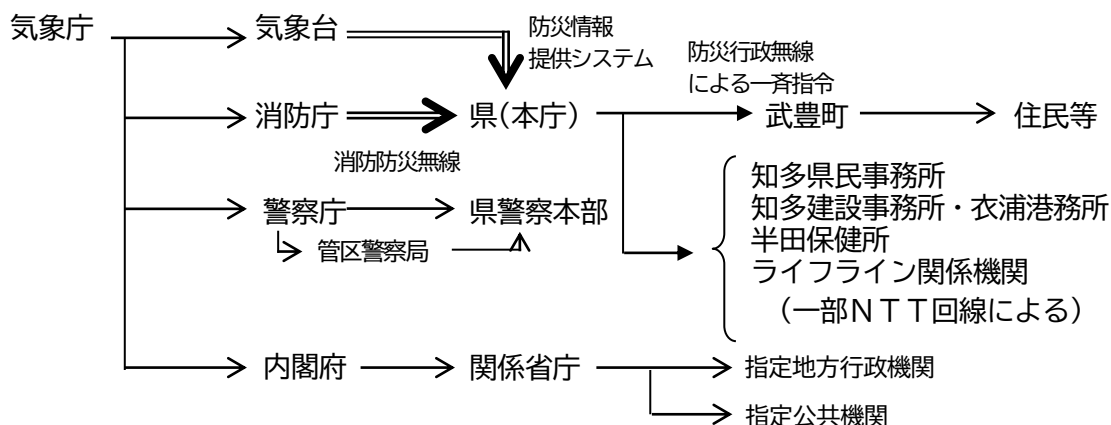 気象庁
気象台
防災情報
提供システム
防災行政無線
による一斉指令
消防庁
県(本庁)
武豊町
住民等
消防防災無線
知多県民事務所
知多建設事務所・衣浦港務所
半田保健所
ライフライン関係機関
(一部NTT回線による)
警察庁
県警察本部
管区警察局
内閣府
関係省庁
指定地方行政機関
指定公共機関